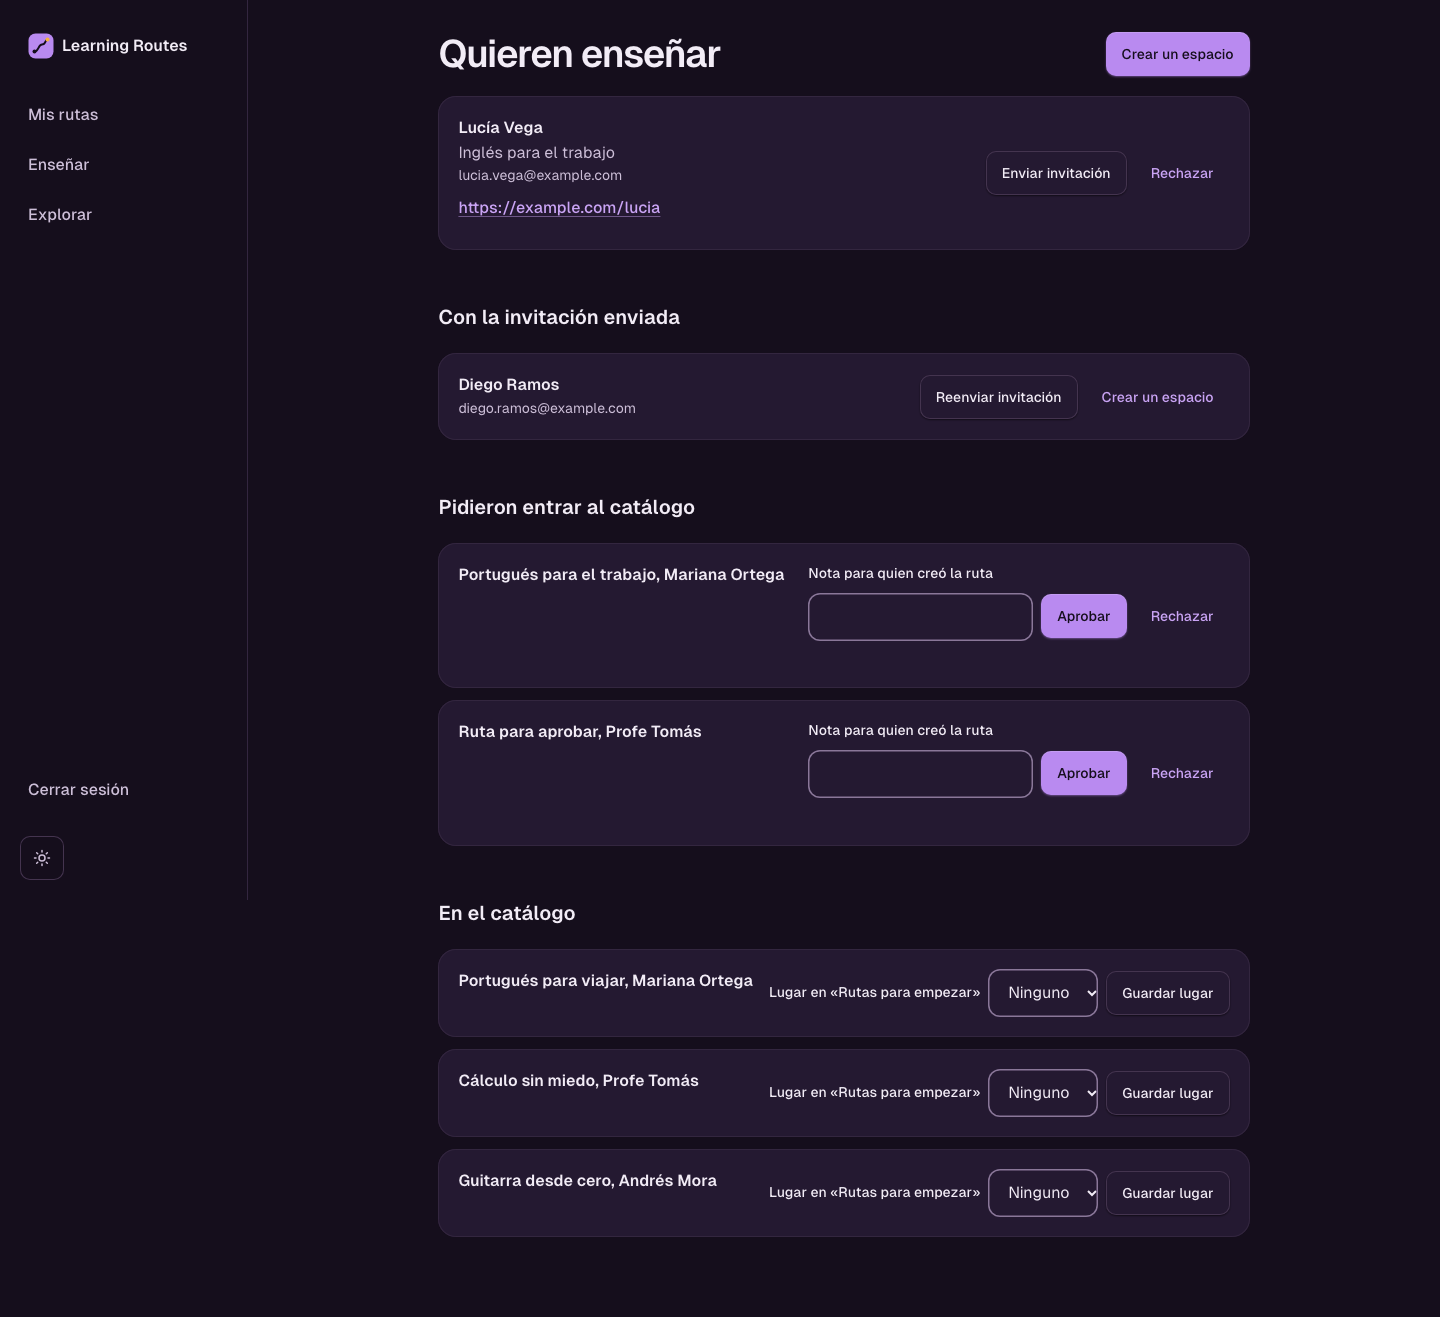 Learning Routes
Mis rutas
Enseñar
Explorar
Cerrar sesión
Quieren enseñar
Crear un espacio
Lucía Vega
Inglés para el trabajo
lucia.vega@example.com
https://example.com/lucia
Enviar invitación
Rechazar
Con la invitación enviada
Diego Ramos
diego.ramos@example.com
Reenviar invitación
Crear un espacio
Pidieron entrar al catálogo
Portugués para el trabajo, Mariana Ortega
Nota para quien creó la ruta
Aprobar
Rechazar
Ruta para aprobar, Profe Tomás
Nota para quien creó la ruta
Aprobar
Rechazar
En el catálogo
Portugués para viajar, Mariana Ortega
Lugar en «Rutas para empezar»
Ninguno
Guardar lugar
Cálculo sin miedo, Profe Tomás
Lugar en «Rutas para empezar»
Ninguno
Guardar lugar
Guitarra desde cero, Andrés Mora
Lugar en «Rutas para empezar»
Ninguno
Guardar lugar